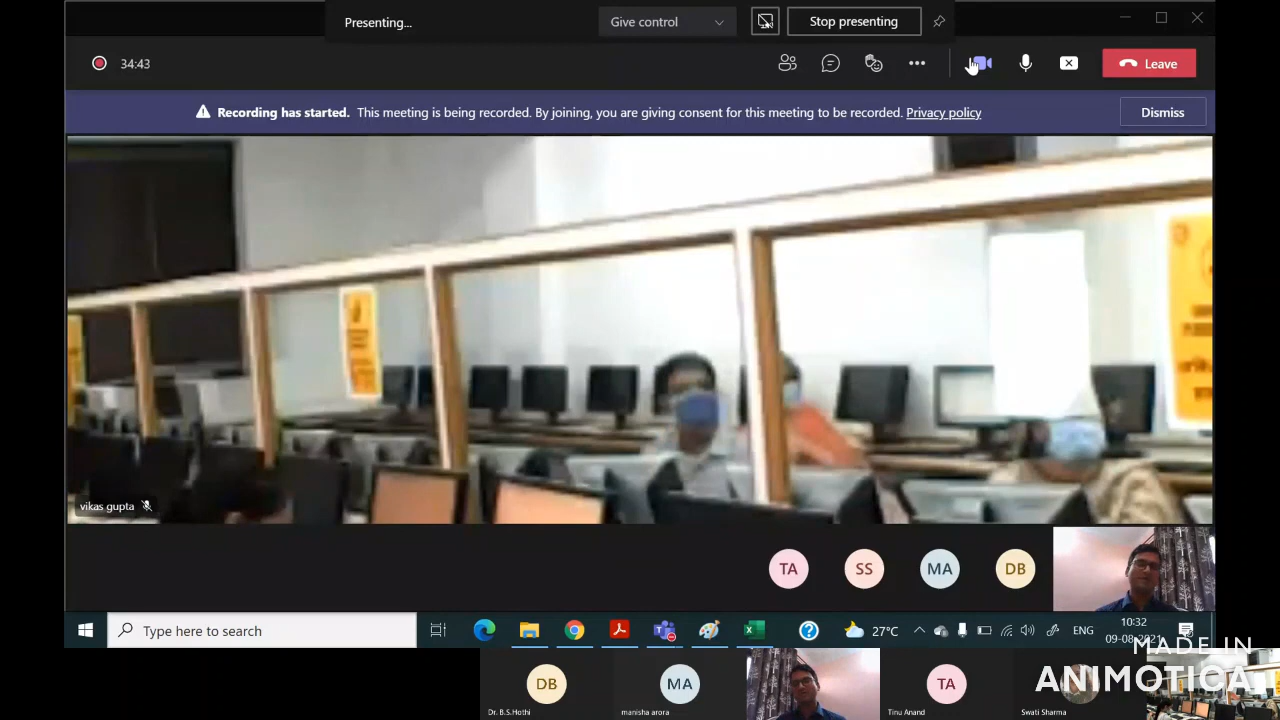 Presenting...
Give control
Stop presenting
34:43
Leave
Recording has started. This meeting is being recorded. By joining, you are giving consent for this meeting to be recorded. Privacy policy
Dismiss
vikas gupta
TA
SS
MA
DB
Type here to search
27°C
ENG
10:32
09-08-2021
MADE IN
ANIMOTICA
DB
MA
TA
Dr. B.S.Hothi
manisha arora
Tinu Anand
Swati Sharma